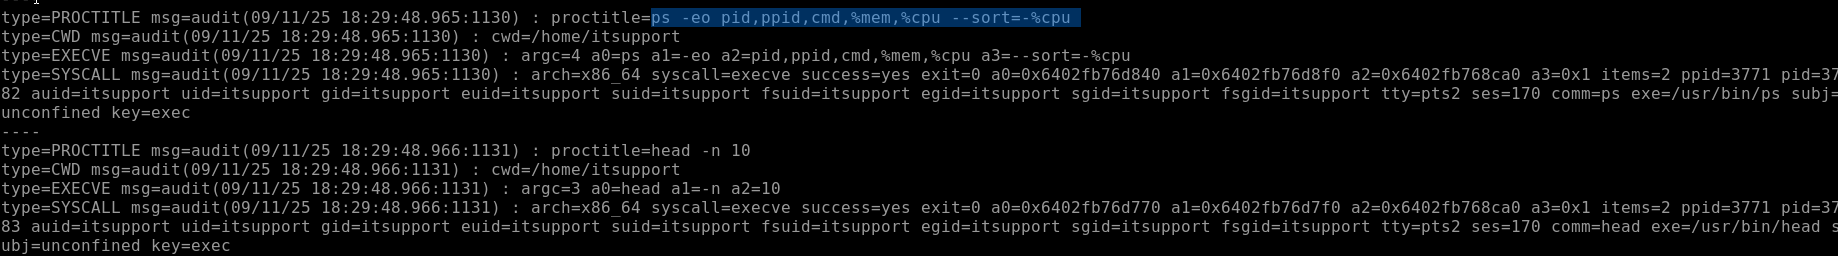 type=PROCTITLE msg=audit(09/11/25 18:29:48.965:1130) : proctitle=ps -eo pid,ppid,cmd,%mem,%cpu --sort=-%cpu
type=CWD msg=audit(09/11/25 18:29:48.965:1130) : cwd=/home/itsupport
type=EXECVE msg=audit(09/11/25 18:29:48.965:1130) : argc=4 a0=ps a1=-eo a2=pid,ppid,cmd,%mem,%cpu a3=--sort=-%cpu
type=SYSCALL msg=audit(09/11/25 18:29:48.965:1130) : arch=x86_64 syscall=execve success=yes exit=0 a0=0x6402fb76d840 a1=0x6402fb76d8f0 a2=0x6402fb768ca0 a3=0x1 items=2 ppid=3771 pid=37
82 auid=itsupport uid=itsupport gid=itsupport euid=itsupport suid=itsupport fsuid=itsupport egid=itsupport sgid=itsupport fsgid=itsupport tty=pts2 ses=170 comm=ps exe=/usr/bin/ps subj=
unconfined key=exec
----
type=PROCTITLE msg=audit(09/11/25 18:29:48.966:1131) : proctitle=head -n 10
type=CWD msg=audit(09/11/25 18:29:48.966:1131) : cwd=/home/itsupport
type=EXECVE msg=audit(09/11/25 18:29:48.966:1131) : argc=3 a0=head a1=-n a2=10
type=SYSCALL msg=audit(09/11/25 18:29:48.966:1131) : arch=x86_64 syscall=execve success=yes exit=0 a0=0x6402fb76d770 a1=0x6402fb76d7f0 a2=0x6402fb768ca0 a3=0x1 items=2 ppid=3771 pid=37
83 auid=itsupport uid=itsupport gid=itsupport euid=itsupport suid=itsupport fsuid=itsupport egid=itsupport sgid=itsupport fsgid=itsupport tty=pts2 ses=170 comm=head exe=/usr/bin/head s
ubj=unconfined key=exec